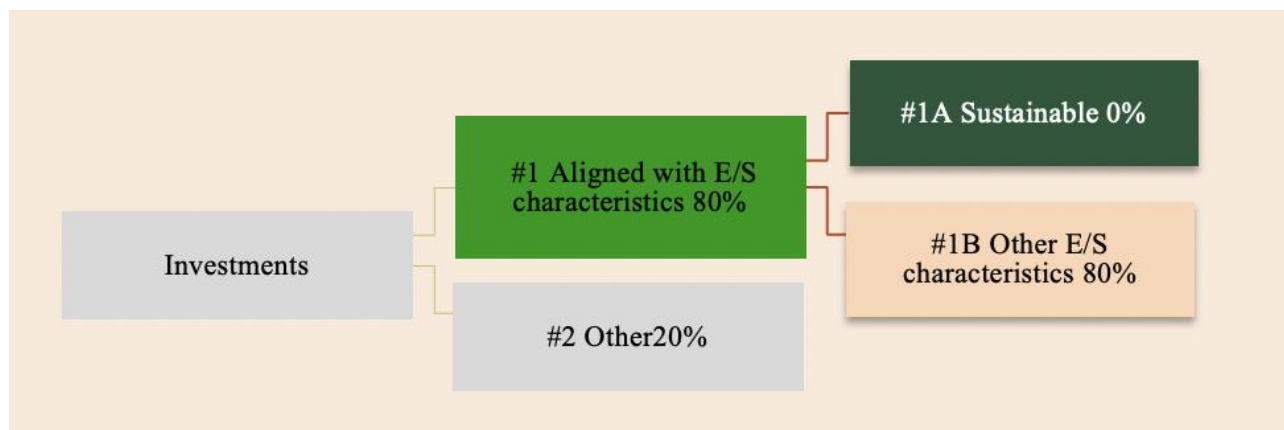 #1A Sustainable 0%
#1 Aligned with E/S
characteristics 80%
Investments
#1B Other E/S
characteristics 80%
#2 Other20%